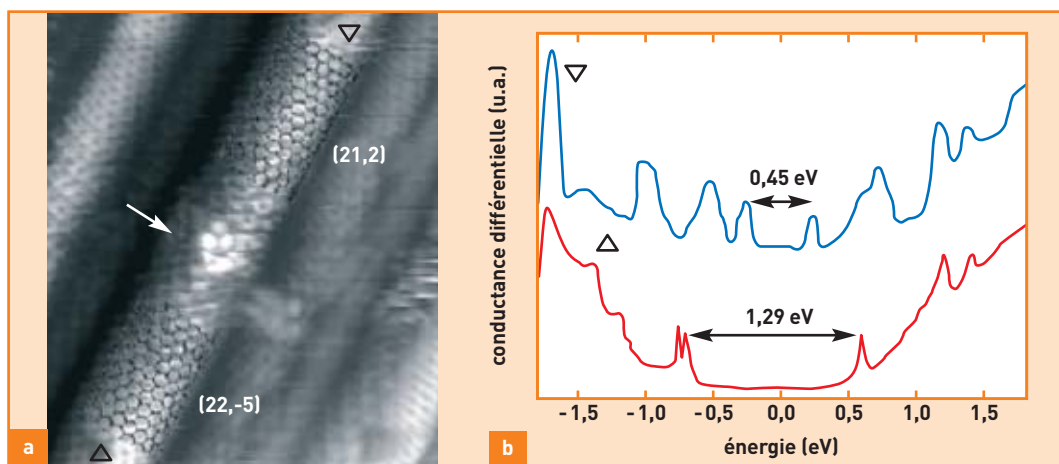 (21,2)
(22,-5)
a
conductance différentielle (u.a.)
0,45 eV
1,29 eV
-1,5 -1,0 -0,5 0,0 0,5 1,0 1,5
énergie (eV)
b